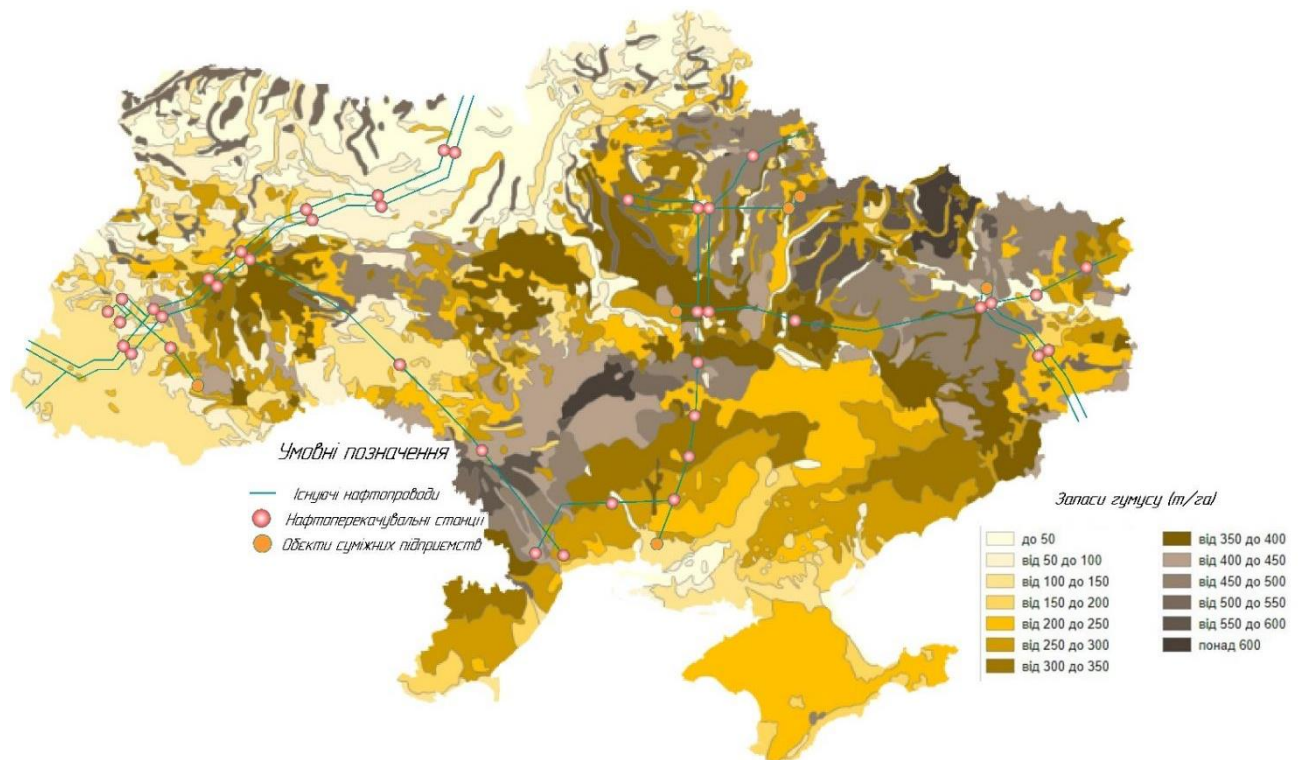 Умовні позначення
Існуючі нафтопроводи
Нафтоперекачувальні станції
Обєкти суміжних підприємств
Запаси гумусу (т/га)
до 50
від 50 до 100
від 100 до 150
від 150 до 200
від 200 до 250
від 250 до 300
від 300 до 350
від 350 до 400
від 400 до 450
від 450 до 500
від 500 до 550
від 550 до 600
понад 600